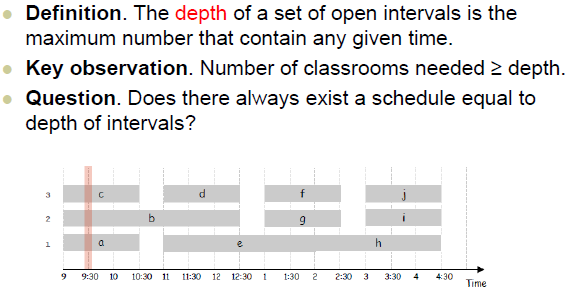 Definition. The depth of a set of open intervals is the
maximum number that contain any given time.
Key observation. Number of classrooms needed ≥ depth.
Question. Does there always exist a schedule equal to
depth of intervals?
3 c d f j
2 b g i
1 a e h
9 9:30 10 10:30 11 11:30 12 12:30 1 1:30 2 2:30 3 3:30 4 4:30
Time